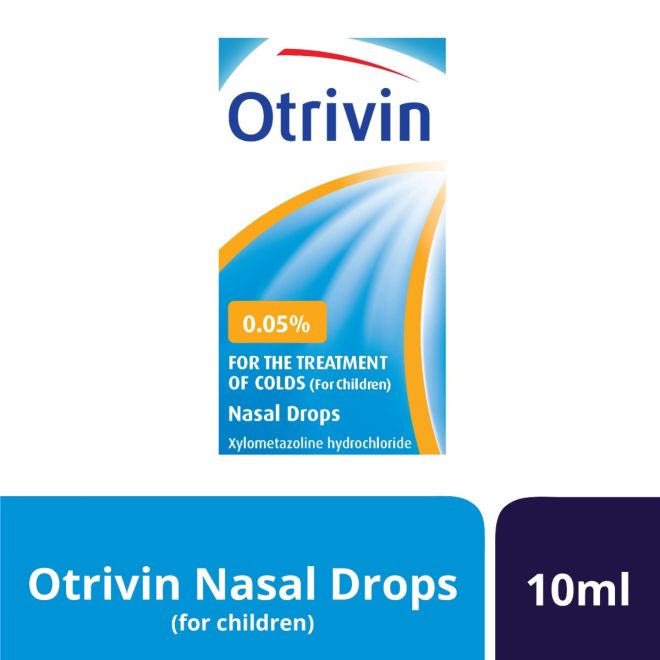 Otrivin
0.05%
FOR THE TREATMENT
OF COLDS (For Children)
Nasal Drops
Xylometazoline hydrochloride
Otrivin Nasal Drops
(for children)
10ml